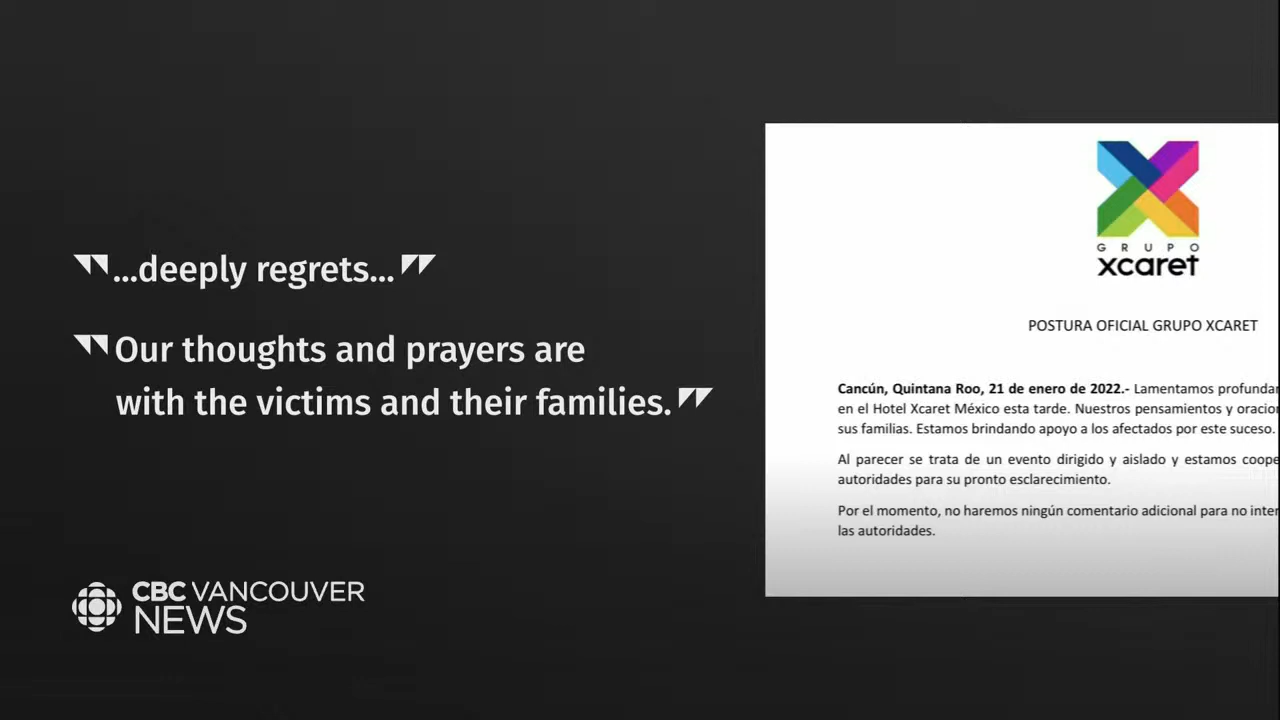 "...deeply regrets..."
"Our thoughts and prayers are
with the victims and their families."
CBC VANCOUVER
NEWS
GRUPO
xcaret
POSTURA OFICIAL GRUPO XCARET
Cancún, Quintana Roo, 21 de enero de 2022.- Lamentamos
en el Hotel Xcaret México esta tarde. Nuestros pensamientos y
sus familias. Estamos brindando apoyo a los afectados por este suceso.
Al parecer se trata de un evento dirigido y aislado y estamos
autoridades para su pronto esclarecimiento.
Por el momento, no haremos ningún comentario adicional para no
las autoridades.